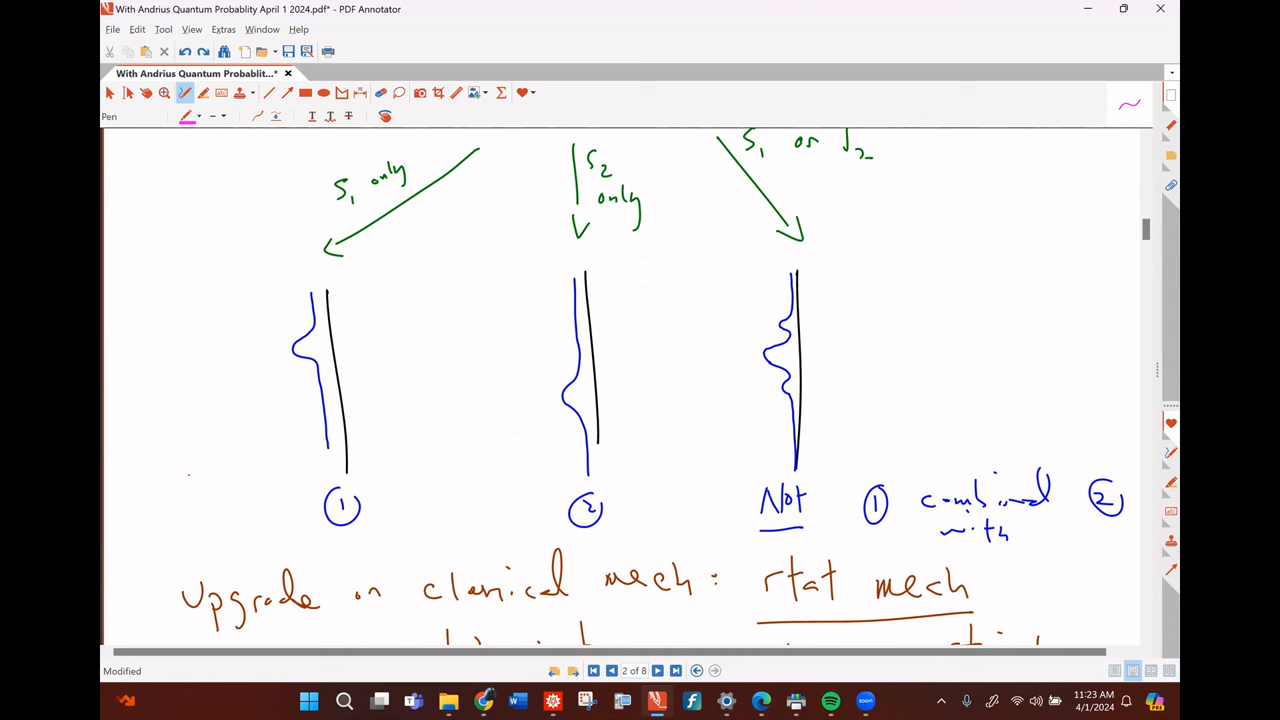 With Andrius Quantum Probablity April 1 2024.pdf* - PDF Annotator
File Edit Tool View Extras Window Help
With Andrius Quantum Probablit...*
Pen
S1 only
S2
only
S1 or S2
① ② Not ① combined ②
with
Upgrade on classical mech: stat mech
Modified
2 of 8
11:23 AM
4/1/2024